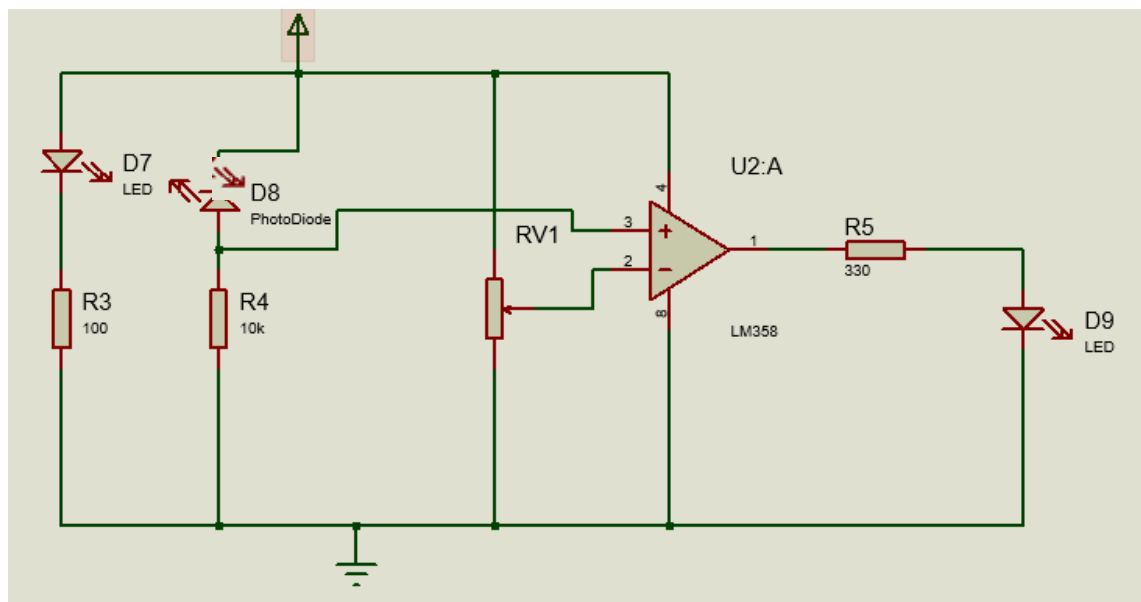 D7
LED
D8
PhotoDiode
R3
100
R4
10k
RV1
U2:A
4
3
2
1
8
LM358
R5
330
D9
LED